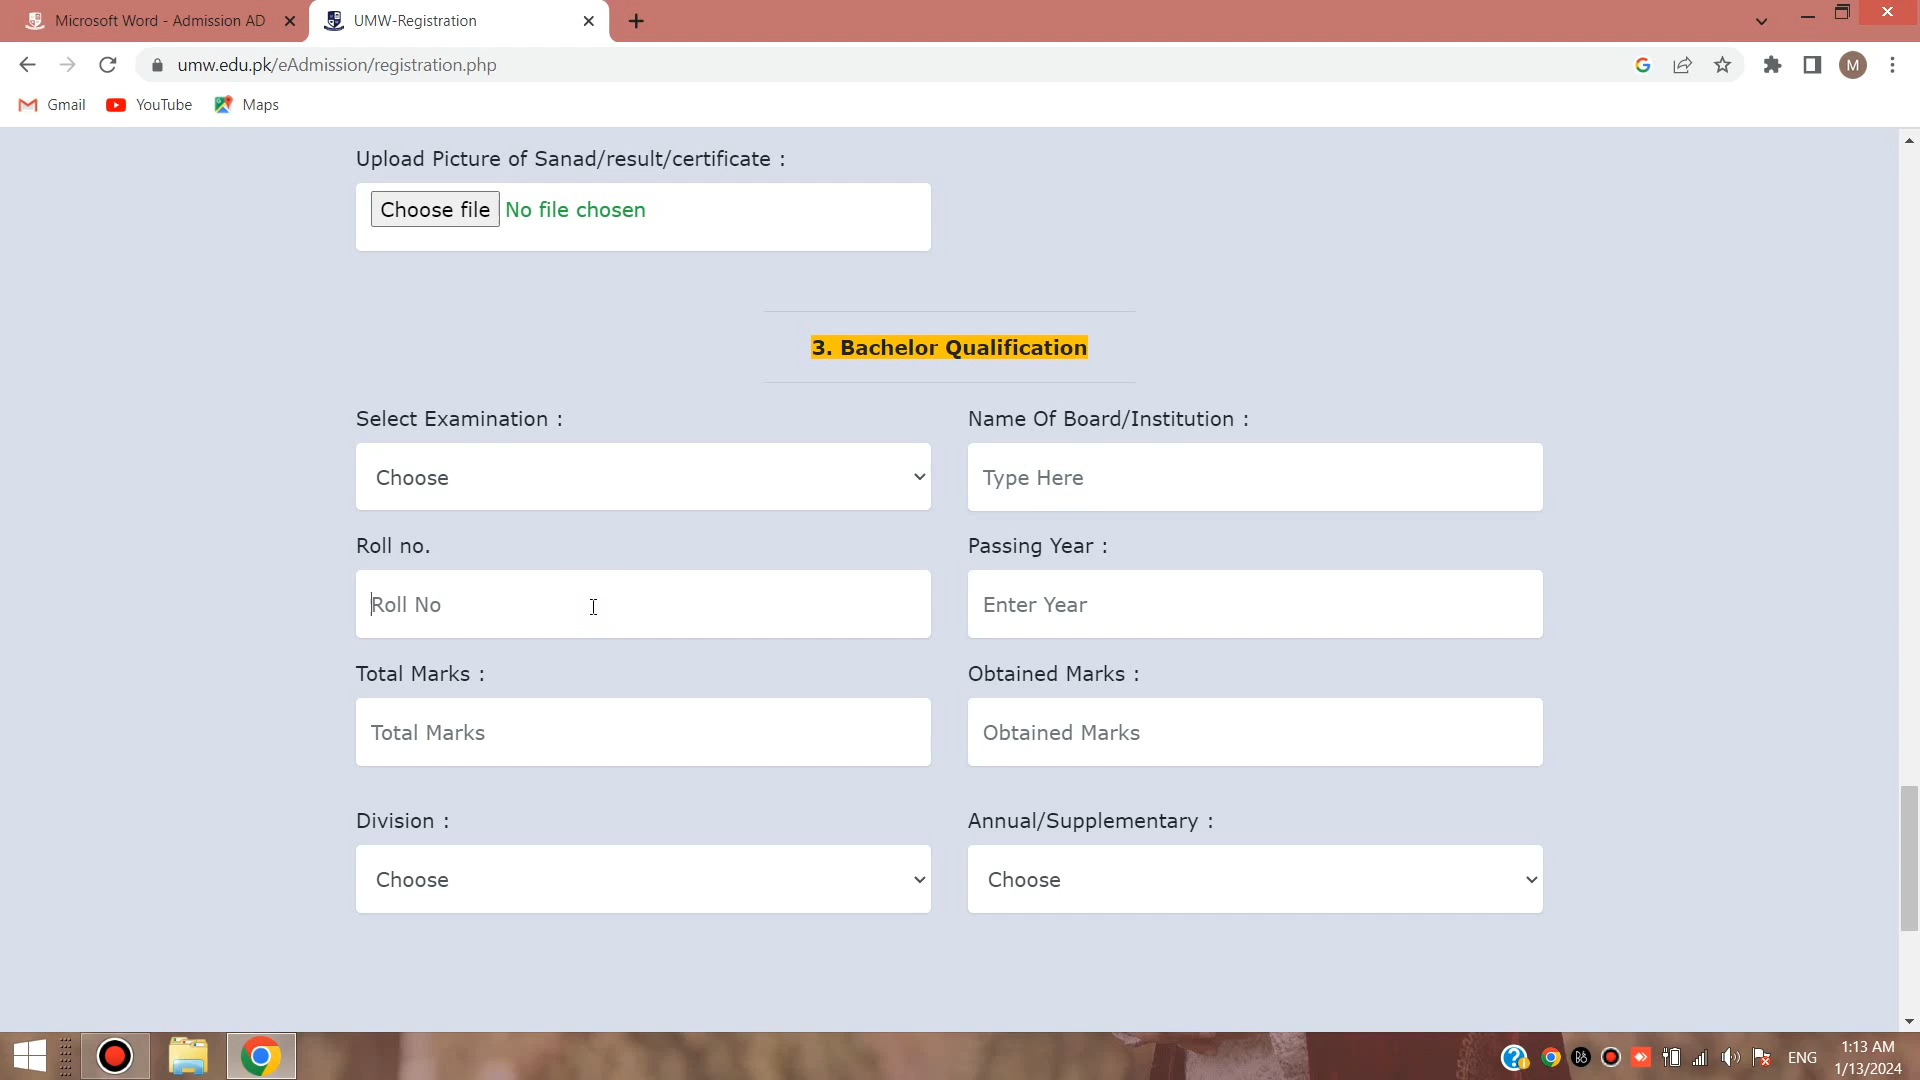 Microsoft Word - Admission AD
UMW-Registration
umw.edu.pk/eAdmission/registration.php
M
Gmail
YouTube
Maps
Upload Picture of Sanad/result/certificate :
Choose file No file chosen
3. Bachelor Qualification
Select Examination :
Name Of Board/Institution :
Choose
Type Here
Roll no.
Passing Year :
Roll No
Enter Year
Total Marks :
Obtained Marks :
Total Marks
Obtained Marks
Division :
Annual/Supplementary :
Choose
Choose
ENG
1:13 AM
1/13/2024